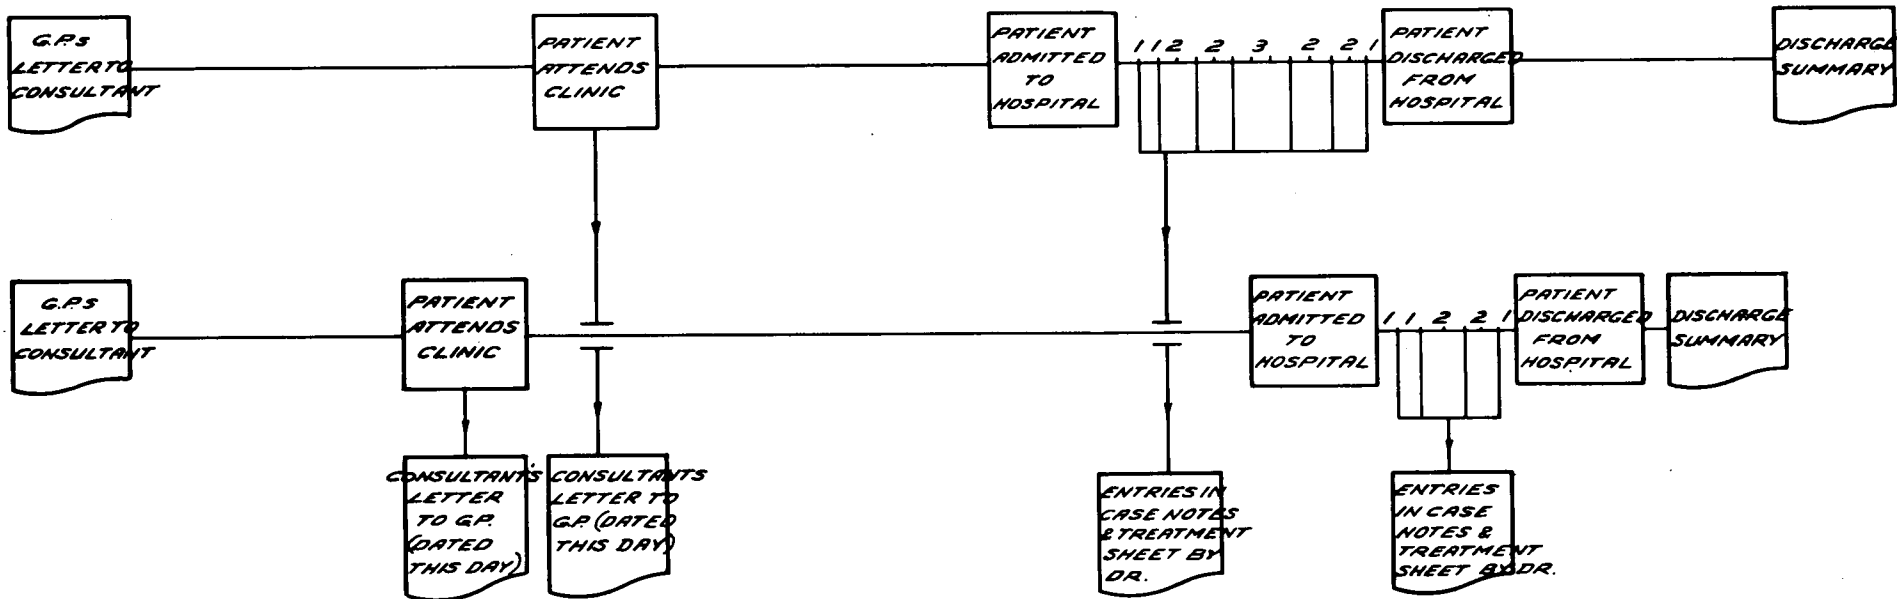 G.P.s
LETTER TO
CONSULTANT
PATIENT
ATTENDS
CLINIC
PATIENT
ADMITTED
TO
HOSPITAL
1 1 2 2 3 2 2 1
PATIENT
DISCHARGED
FROM
HOSPITAL
DISCHARGE
SUMMARY
G.P.s
LETTER TO
CONSULTANT
PATIENT
ATTENDS
CLINIC
PATIENT
ADMITTED
TO
HOSPITAL
1 1 2 2 1
PATIENT
DISCHARGED
FROM
HOSPITAL
DISCHARGE
SUMMARY
CONSULTANT'S
LETTER
TO G.P.
(DATED
THIS DAY)
CONSULTANTS
LETTER TO
G.P. (DATED
THIS DAY)
ENTRIES IN
CASE NOTES
& TREATMENT
SHEET BY
DR.
ENTRIES
IN CASE
NOTES &
TREATMENT
SHEET BY DR.